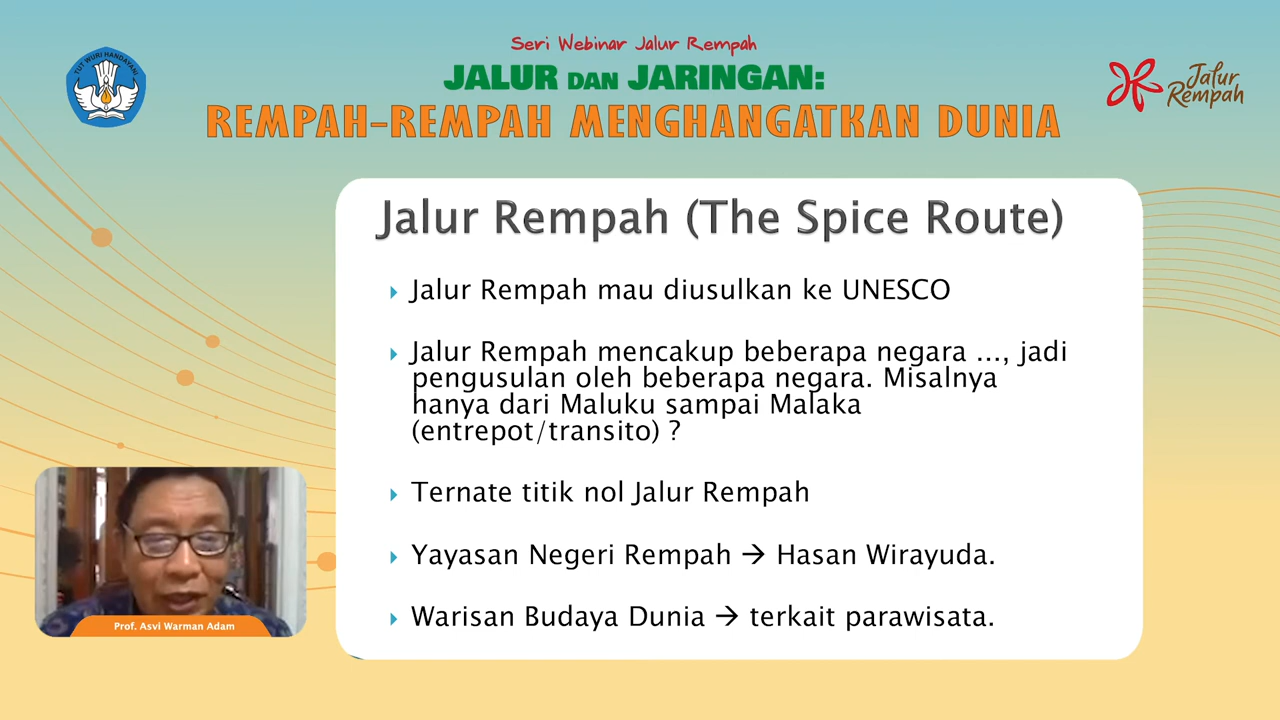 TUT WURI HANDAYANI
Seri Webinar Jalur Rempah
JALUR DAN JARINGAN:
REMPAH-REMPAH MENGHANGATKAN DUNIA
Jalur
Rempah
Jalur Rempah (The Spice Route)
Jalur Rempah mau diusulkan ke UNESCO
Jalur Rempah mencakup beberapa negara ..., jadi
pengusulan oleh beberapa negara. Misalnya
hanya dari Maluku sampai Malaka
(entrepot/transito) ?
Ternate titik nol Jalur Rempah
Yayasan Negeri Rempah → Hasan Wirayuda.
Warisan Budaya Dunia → terkait parawisata.
Prof. Asvi Warman Adam